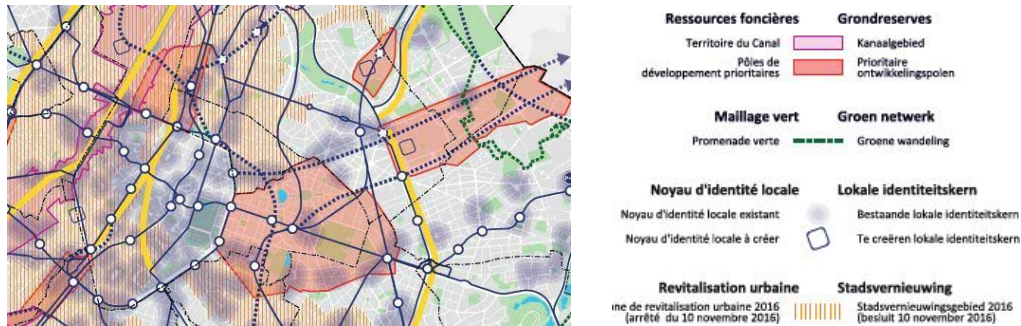 Ressources foncières Grondreserves
Territoire du Canal Kanaalgebied
Pôles de Prioritaire
développement prioritaires ontwikkelingspolen
Maillage vert Groen netwerk
Promenade verte Groene wandeling
Noyau d'identité locale Lokale identiteitskern
Noyau d'identité locale existant Bestaande lokale identiteitskern
Noyau d'identité locale à créer Te creëren lokale identiteitskern
Revitalisation urbaine Stadsvernieuwing
ne de revitalisation urbaine 2016 Stadsvernieuwingsgebied 2016
(arrêté du 10 novembre 2016) (besluit 10 november 2016)